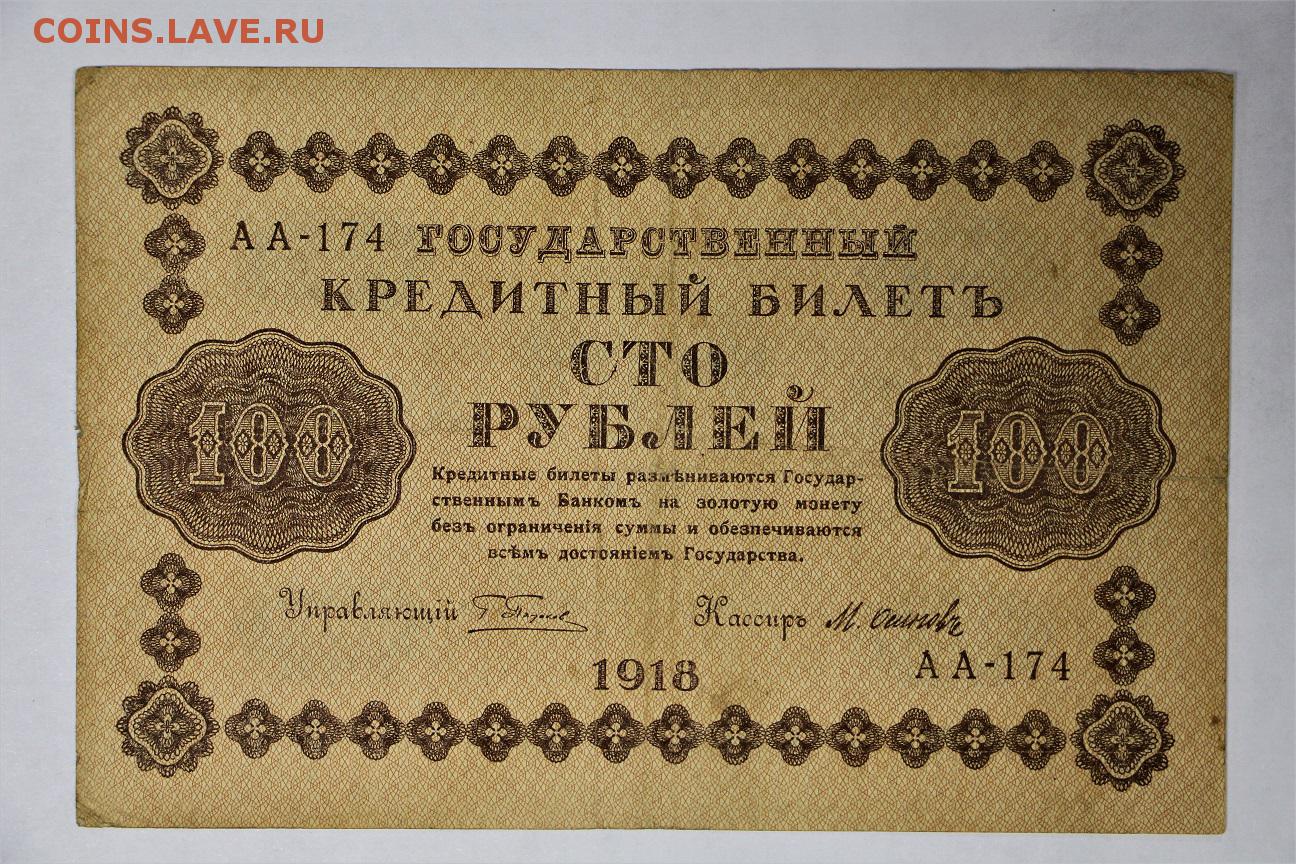 COINS.LAVE.RU
АА-174 ГОСУДАРСТВЕННЫЙ
КРЕДИТНЫЙ БИЛЕТЪ
СТО
РУБЛЕЙ
100
100
Кредитные билеты размѣниваются Государ-
ственнымъ Банкомъ на золотую монету
безъ ограниченія суммы и обезпечиваются
всѣмъ достояніемъ Государства.
Управляющій
Кассиръ М. Осиповъ
1918
АА-174